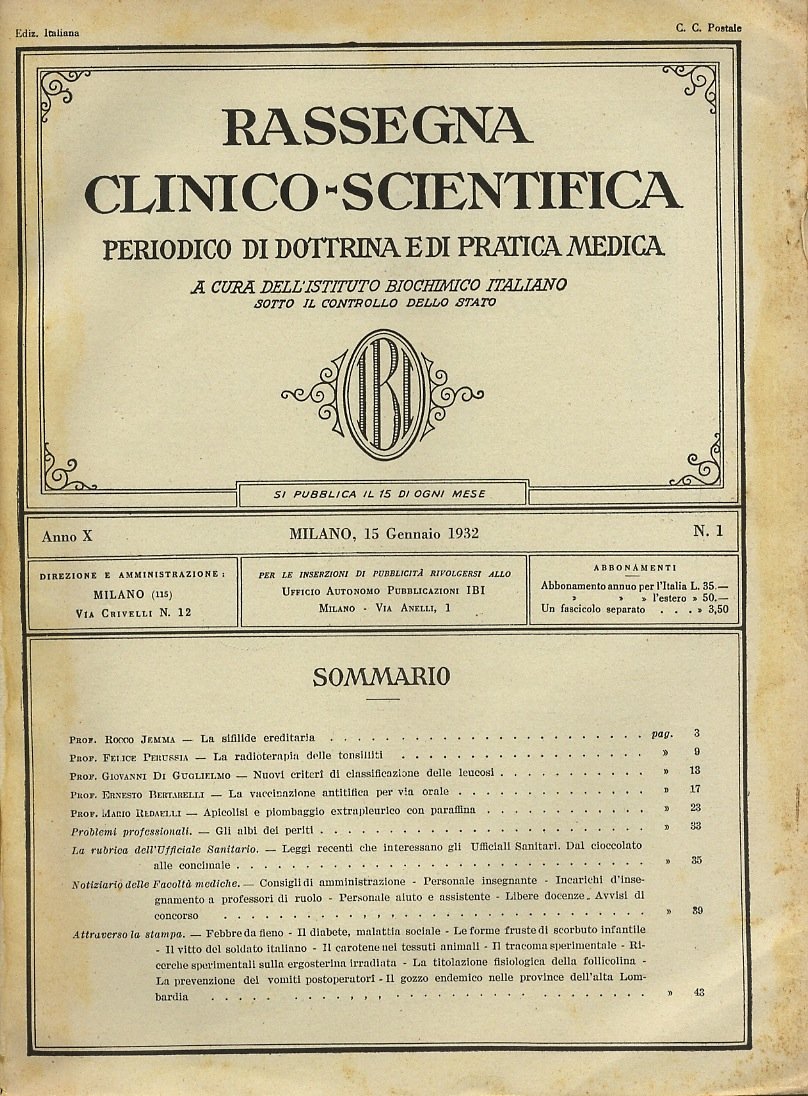 Ediz. Italiana
C. C. Postale
RASSEGNA
CLINICO-SCIENTIFICA
PERIODICO DI DOTTRINA E DI PRATICA MEDICA
A CURA DELL'ISTITUTO BIOCHIMICO ITALIANO
SOTTO IL CONTROLLO DELLO STATO
IBI
SI PUBBLICA IL 15 DI OGNI MESE
Anno X
MILANO, 15 Gennaio 1932
N. 1
DIREZIONE E AMMINISTRAZIONE:
MILANO (115)
VIA CRIVELLI N. 12
PER LE INSERZIONI DI PUBBLICITÀ RIVOLGERSI ALLO
UFFICIO AUTONOMO PUBBLICAZIONI IBI
MILANO - VIA ANELLI, 1
ABBONAMENTI
Abbonamento annuo per l'Italia L. 35.—
» » » l'estero » 50.—
Un fascicolo separato . . . . » 3,50
SOMMARIO
PROF. ROCCO JEMMA — La sifilide ereditaria . . . . . . . . . . pag. 3
PROF. FELICE PERUSSIA — La radioterapia delle tonsilliti . . . . . . . . . . » 9
PROF. GIOVANNI DI GUGLIELMO — Nuovi criteri di classificazione delle leucosi . . . . . . . . . . » 13
PROF. ERNESTO BERTARELLI — La vaccinazione antitifica per via orale . . . . . . . . . . » 17
PROF. MARIO REDAELLI — Apicolisi e piombaggio extrapleurico con paraffina . . . . . . . . . . » 23
Problemi professionali. — Gli albi dei periti . . . . . . . . . . » 33
La rubrica dell'Ufficiale Sanitario. — Leggi recenti che interessano gli Ufficiali Sanitari. Dal cioccolato
alle concimaie . . . . . . . . . . » 35
Notiziario delle Facoltà mediche. — Consigli di amministrazione - Personale insegnante - Incarichi d'inse-
gnamento a professori di ruolo - Personale aiuto e assistente - Libere docenze. Avvisi di
concorso . . . . . . . . . . » 39
Attraverso la stampa. — Febbre da fieno - Il diabete, malattia sociale - Le forme fruste di scorbuto infantile
- Il vitto del soldato italiano - Il carotene nei tessuti animali - Il tracoma sperimentale - Ri-
cerche sperimentali sulla ergosterina irradiata - La titolazione fisiologica della follicolina -
La prevenzione dei vomiti postoperatori - Il gozzo endemico nelle province dell'alta Lom-
bardia . . . . . . . . . . » 43